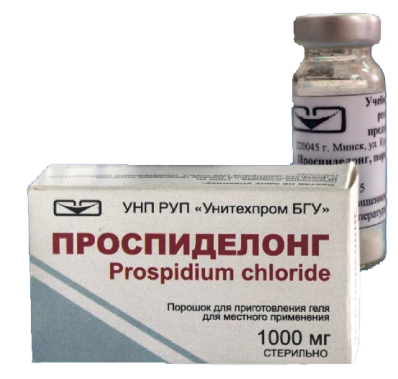 УНП РУП «Унитехпром БГУ»
ПРОСПИДЕЛОНГ
Prospidium chloride
Порошок для приготовления геля
для местного применения
1000 мг
СТЕРИЛЬНО
220045 г. Минск, ул.
Проспиделонг,